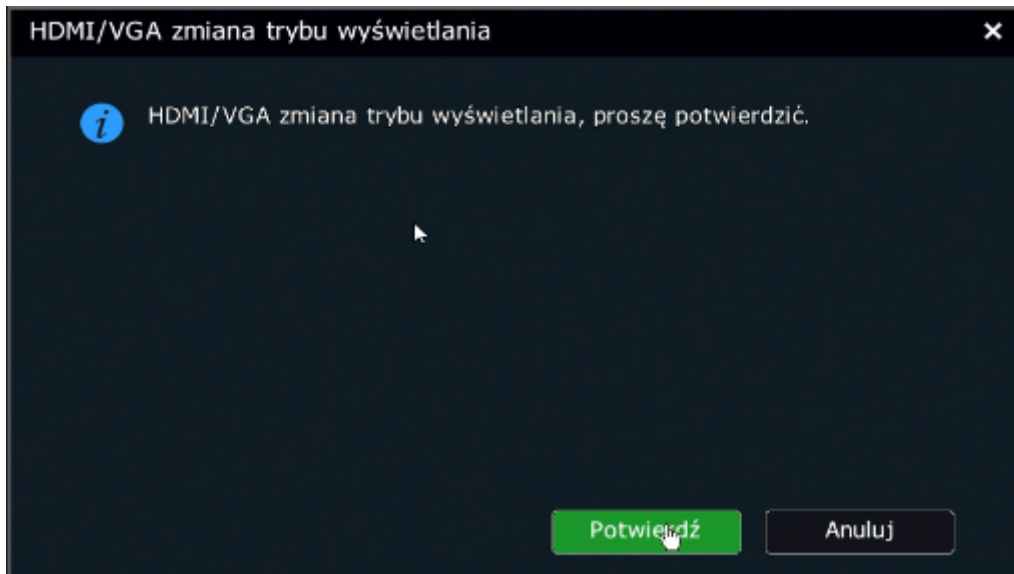 HDMI/VGA zmiana trybu wyświetlania
HDMI/VGA zmiana trybu wyświetlania, proszę potwierdzić.
Potwierdź
Anuluj